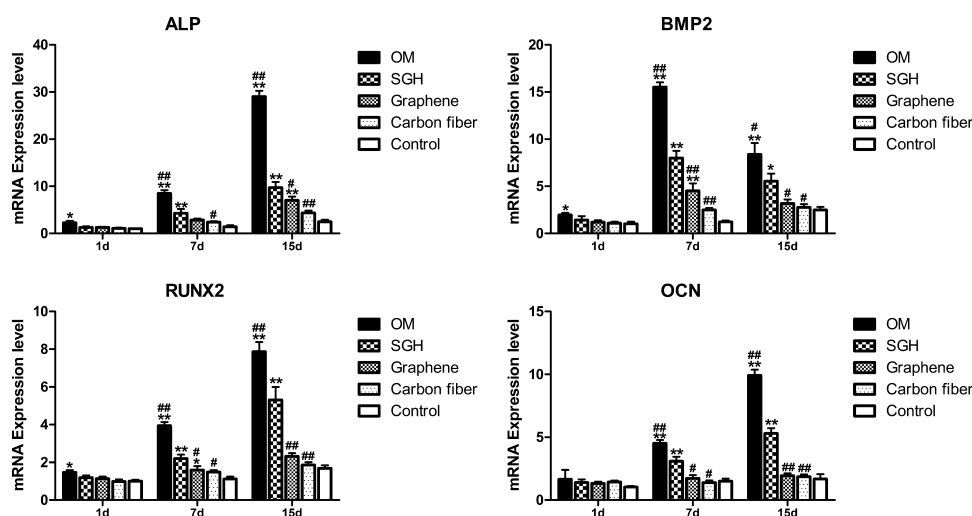 ALP
mRNA Expression level
40
30
20
10
0
##
**
##
**
##
**
**
#
**
##
*
**
#
1d
7d
15d
OM
SGH
Graphene
Carbon fiber
Control
BMP2
mRNA Expression level
20
15
10
5
0
*
##
**
**
##
**
##
#
**
*
#
#
1d
7d
15d
OM
SGH
Graphene
Carbon fiber
Control
RUNX2
mRNA Expression level
10
8
6
4
2
0
*
##
**
**
#
*
#
##
**
**
##
##
1d
7d
15d
OM
SGH
Graphene
Carbon fiber
Control
OCN
mRNA Expression level
15
10
5
0
##
**
**
#
#
##
**
**
##
##
1d
7d
15d
OM
SGH
Graphene
Carbon fiber
Control